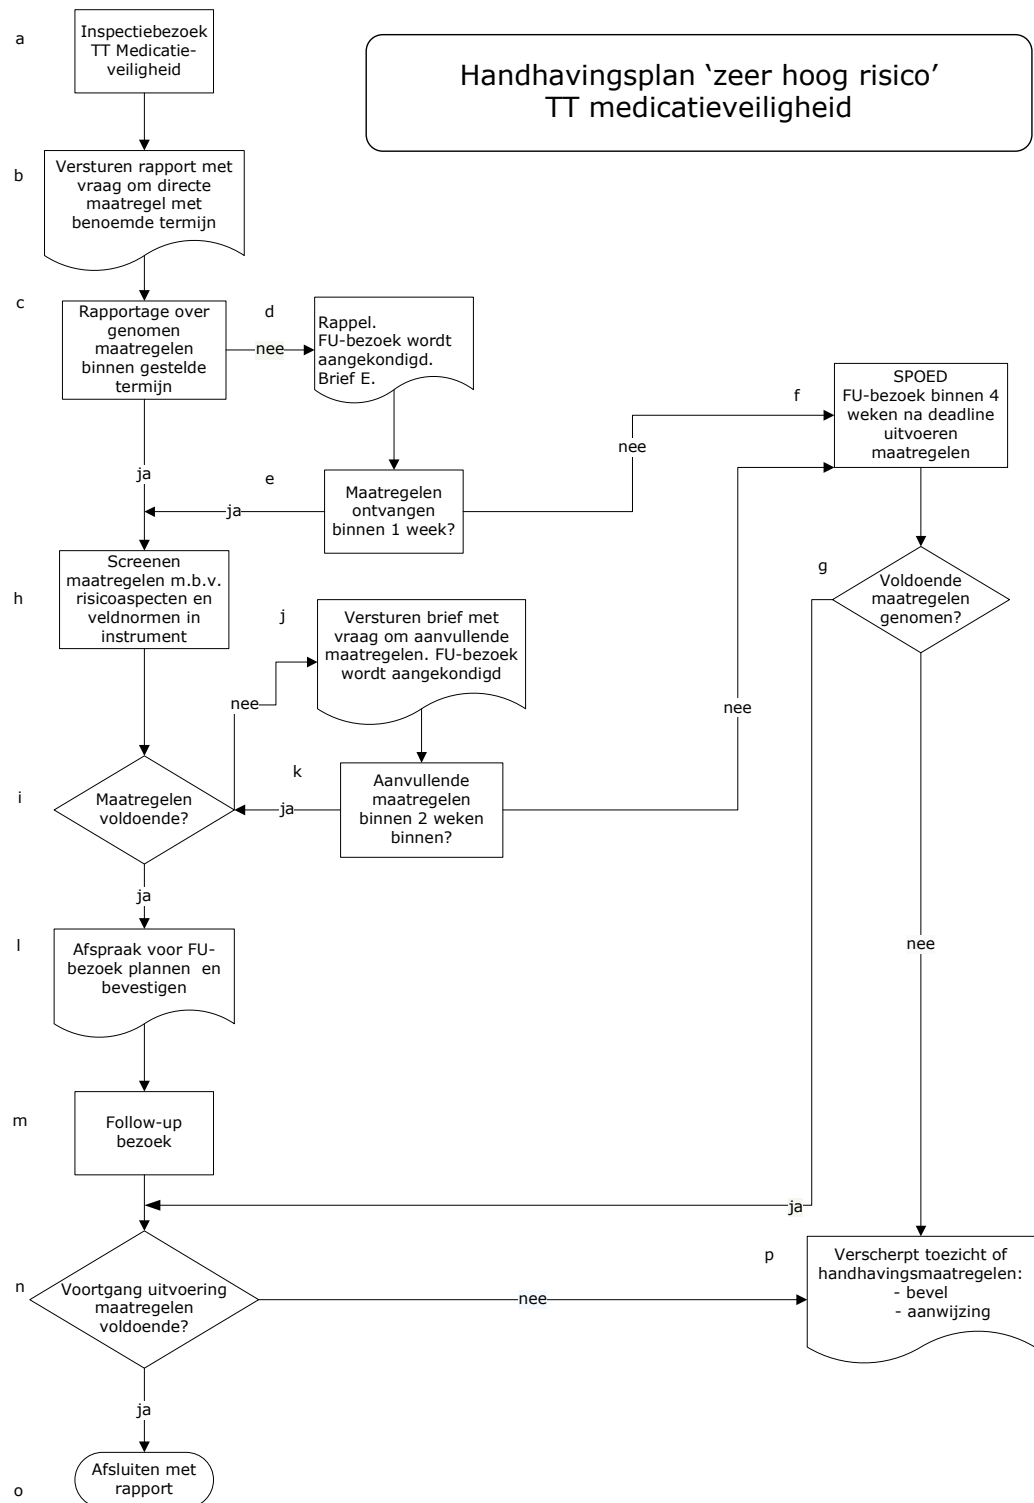 a
Inspectiebezoek
TT Medicatie-
veiligheid
Handhavingsplan ‘zeer hoog risico’
TT medicatieveiligheid
b
Versturen rapport met
vraag om directe
maatregel met
benoemde termijn
c
Rapportage over
genomen
maatregelen
binnen gestelde
termijn
nee
d
Rappel.
FU-bezoek wordt
aangekondigd.
Brief E.
ja
e
Maatregelen
ontvangen
binnen 1 week?
ja
nee
f
SPOED
FU-bezoek binnen 4
weken na deadline
uitvoeren
maatregelen
g
Voldoende
maatregelen
genomen?
h
Screenen
maatregelen m.b.v.
risicoaspecten en
veldnormen in
instrument
j
Versturen brief met
vraag om aanvullende
maatregelen. FU-bezoek
wordt aangekondigd
nee
nee
i
Maatregelen
voldoende?
k
ja
Aanvullende
maatregelen
binnen 2 weken
binnen?
ja
nee
l
Afspraak voor FU-
bezoek plannen en
bevestigen
m
Follow-up
bezoek
ja
n
Voortgang uitvoering
maatregelen
voldoende?
nee
p
Verscherpt toezicht of
handhavingsmaatregelen:
- bevel
- aanwijzing
ja
o
Afsluiten met
rapport